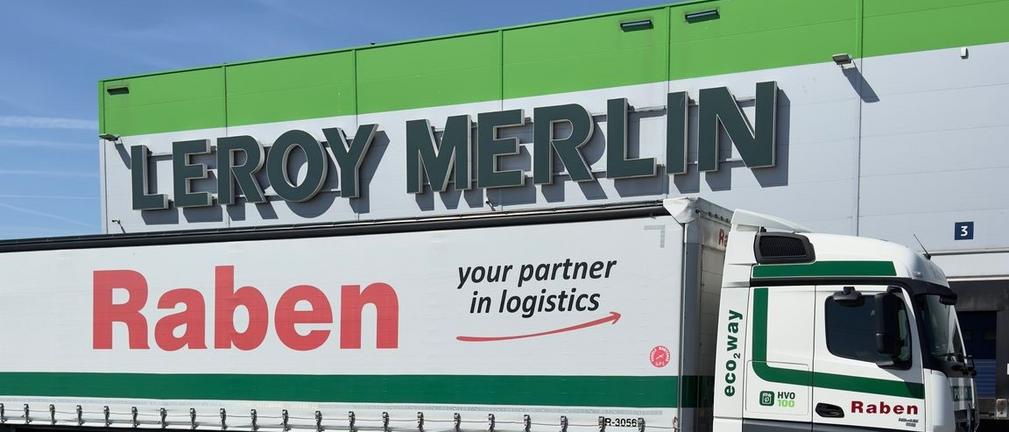 LEROY MERLIN
3
Raben
your partner
in logistics
eco₂way
HVO
100
Raben
R-3056